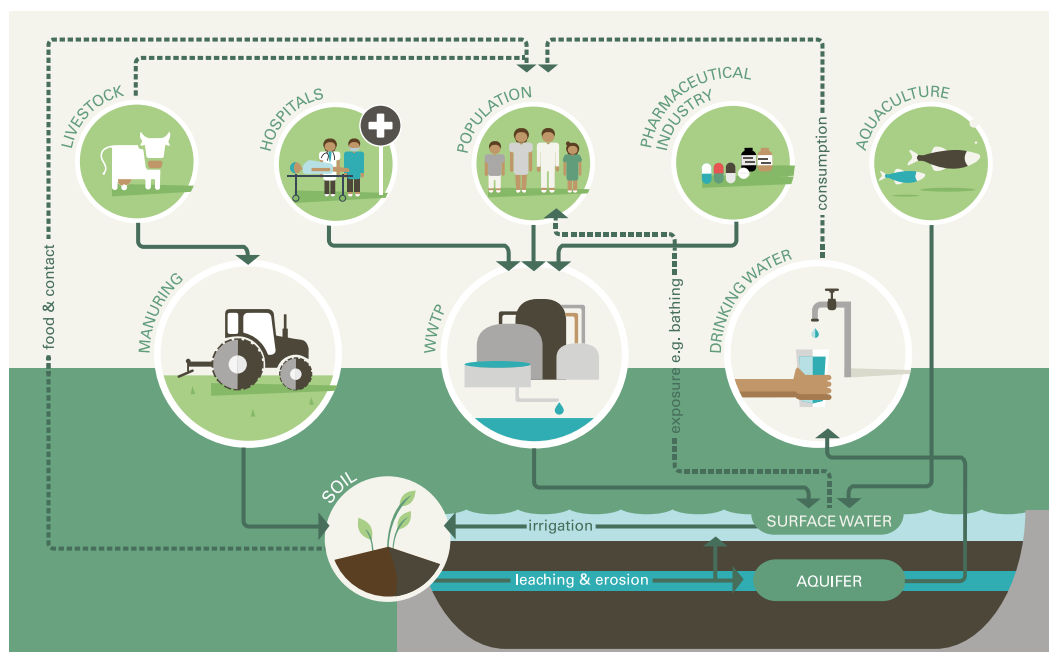 LIVESTOCK
HOSPITALS
POPULATION
PHARMACEUTICAL
INDUSTRY
AQUACULTURE
consumption
food & contact
MANURING
WWTP
exposure e.g. bathing
DRINKING WATER
SOIL
irrigation
SURFACE WATER
leaching & erosion
AQUIFER